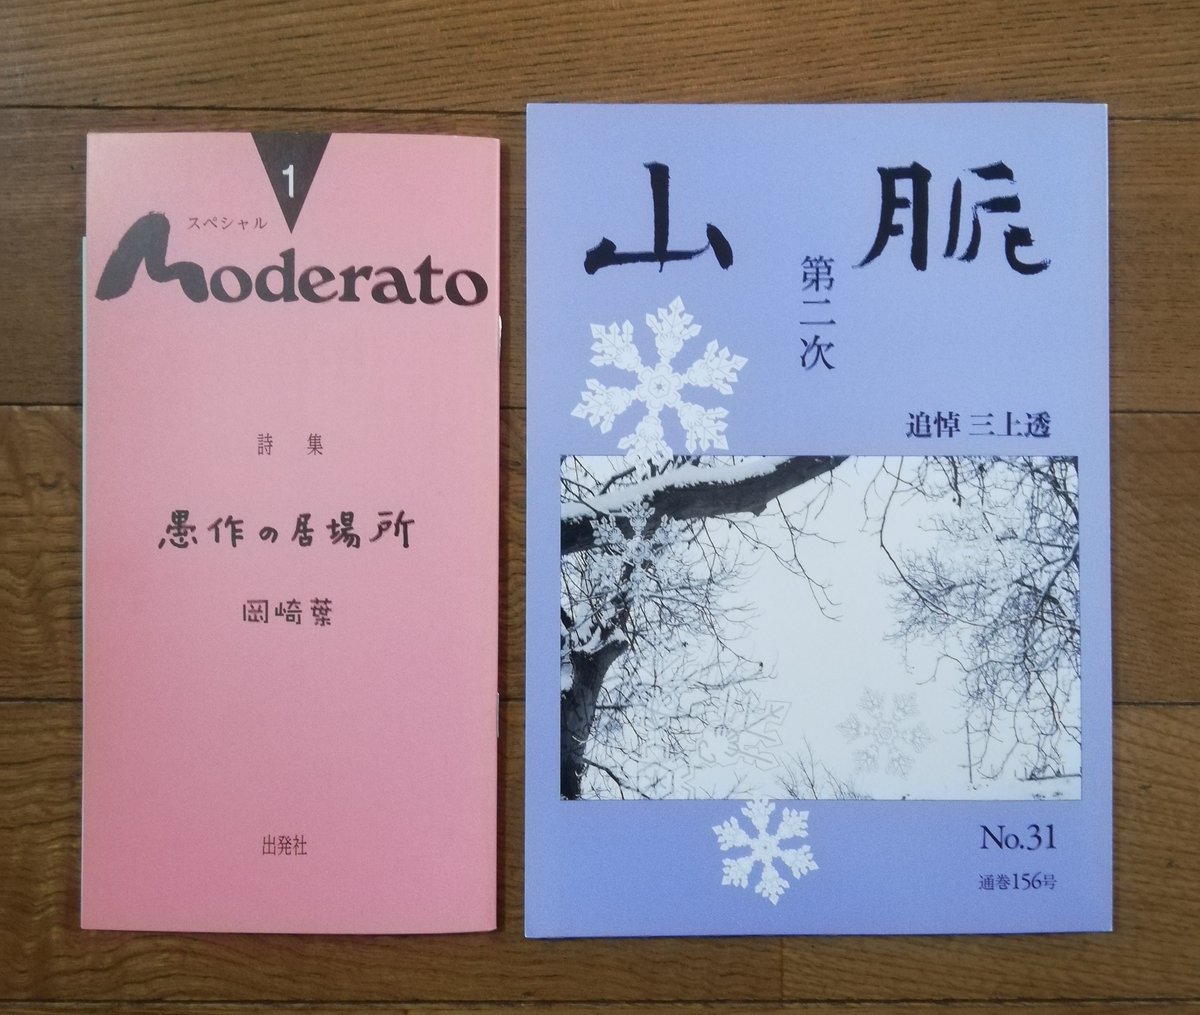 1
スペシャル
Moderato
詩 集
愚作の居場所
岡崎葉
出発社
山脈
第二次
追悼 三上透
No.31
通巻156号